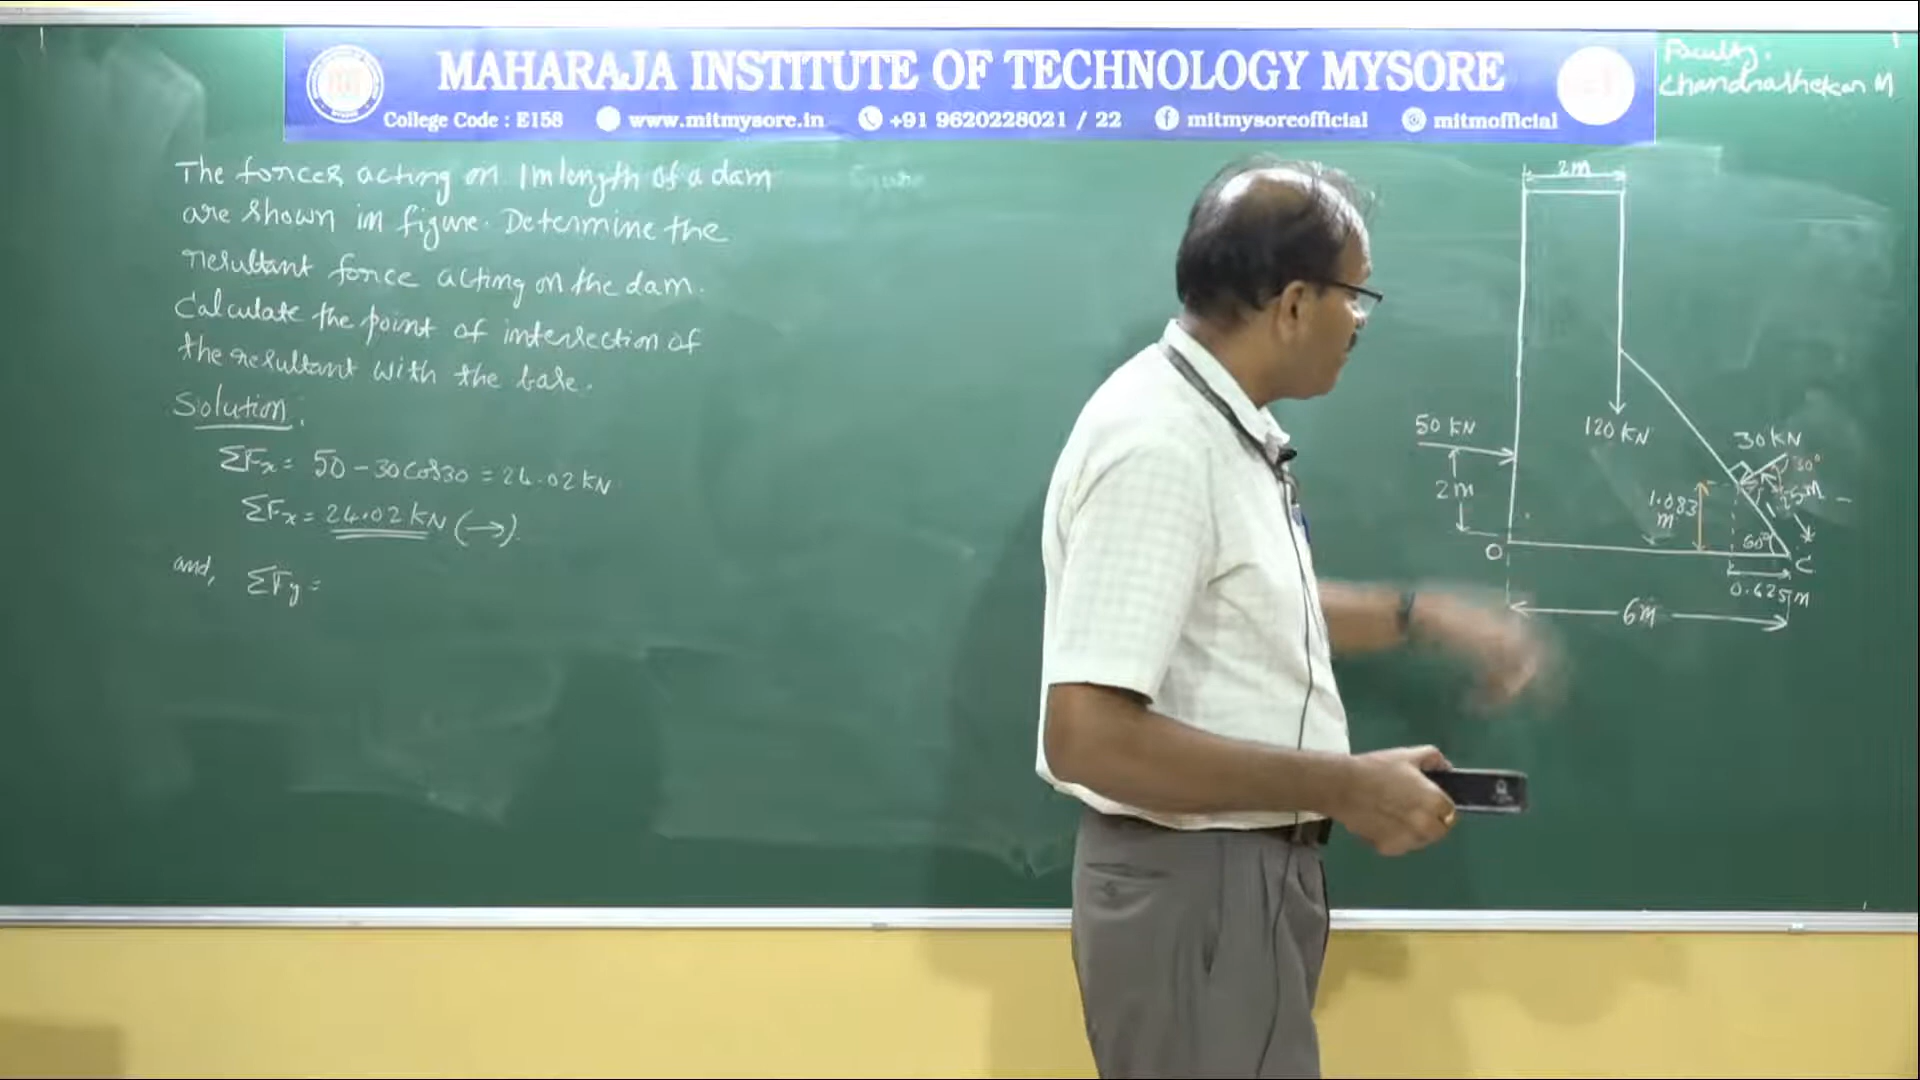 MAHARAJA INSTITUTE OF TECHNOLOGY MYSORE
College Code : E158 www.mitmysore.in +91 9620228021 / 22 mitmysoreofficial mitmofficial
Faculty.
Chandrashekar M
The forces acting on 1m length of a dam
are shown in figure. Determine the
resultant force acting on the dam.
Calculate the point of intersection of
the resultant with the base.
Solution:
ΣFx = 50 - 30cos30 = 24.02 KN
ΣFx = 24.02 KN (→).
and, ΣFy =
2m
50 KN
120 KN
30 KN
30°
2m
1.083
m
60°
O
C
0.625m
6m